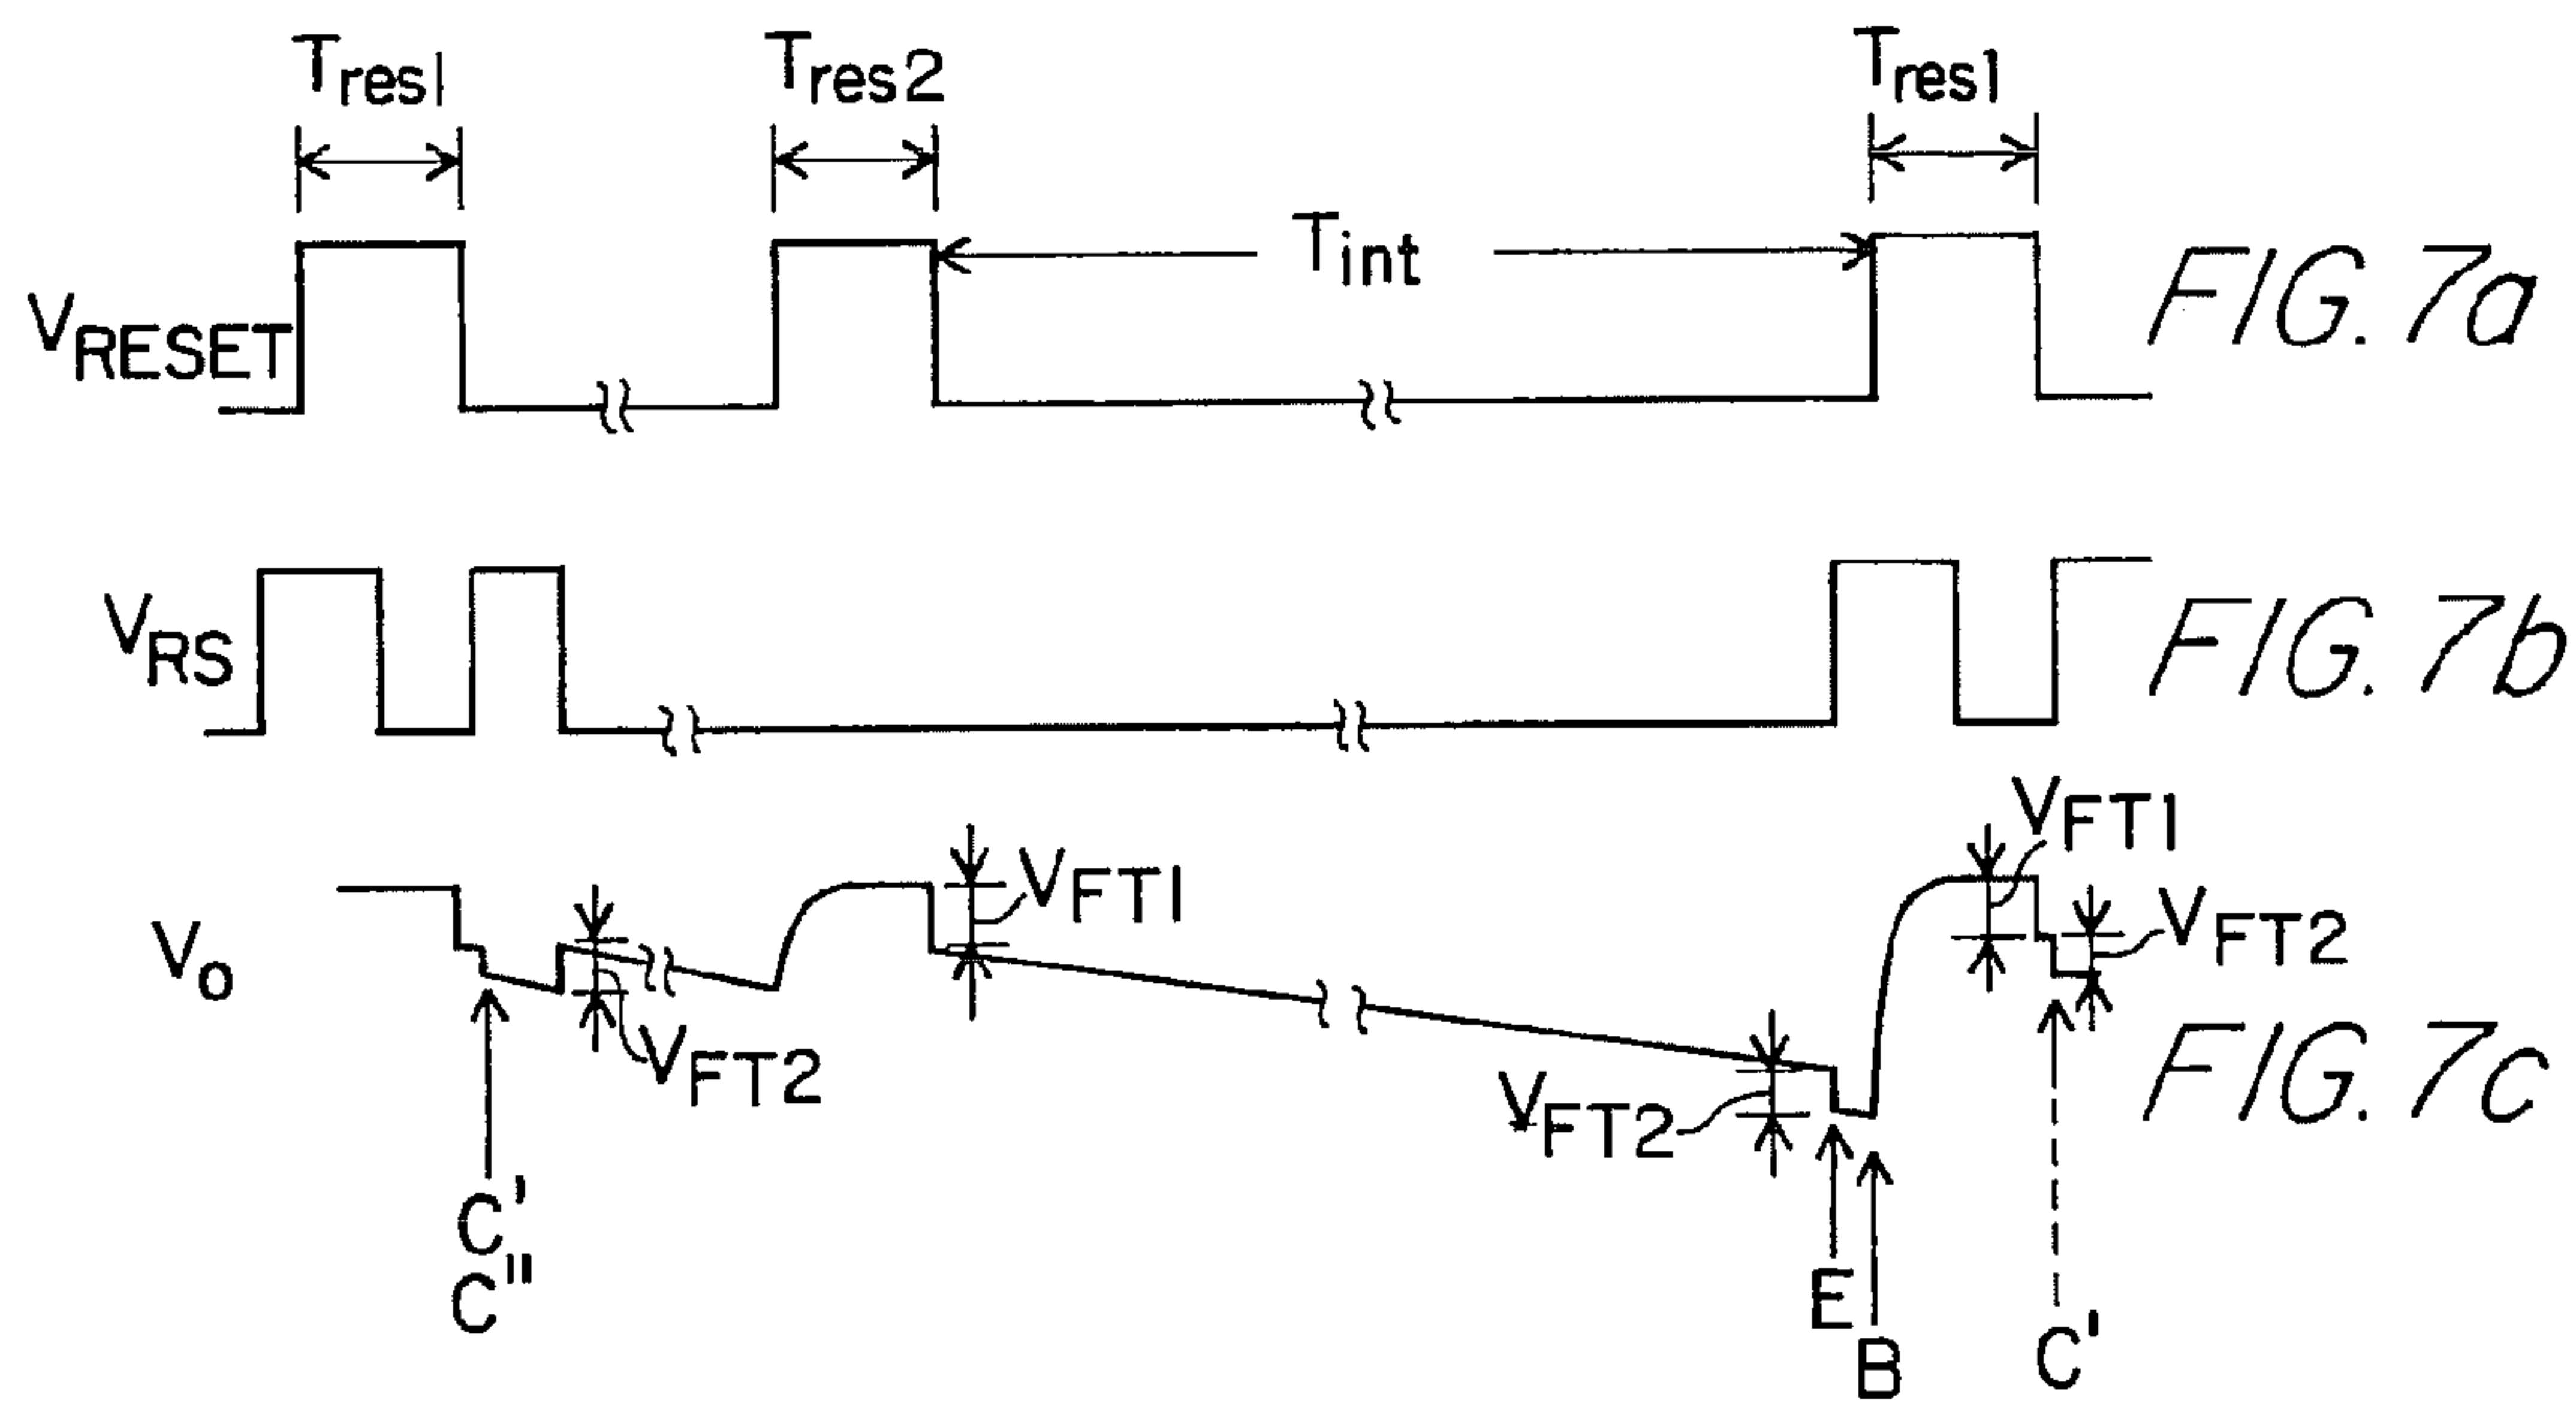 Tres1 Tres2 Tres1
Tint
VRESET
FIG. 7a
VRS
FIG. 7b
VFT1
VFT1
VFT2
Vo
VFT2
VFT2
FIG. 7c
C'
C"
E
B
C'